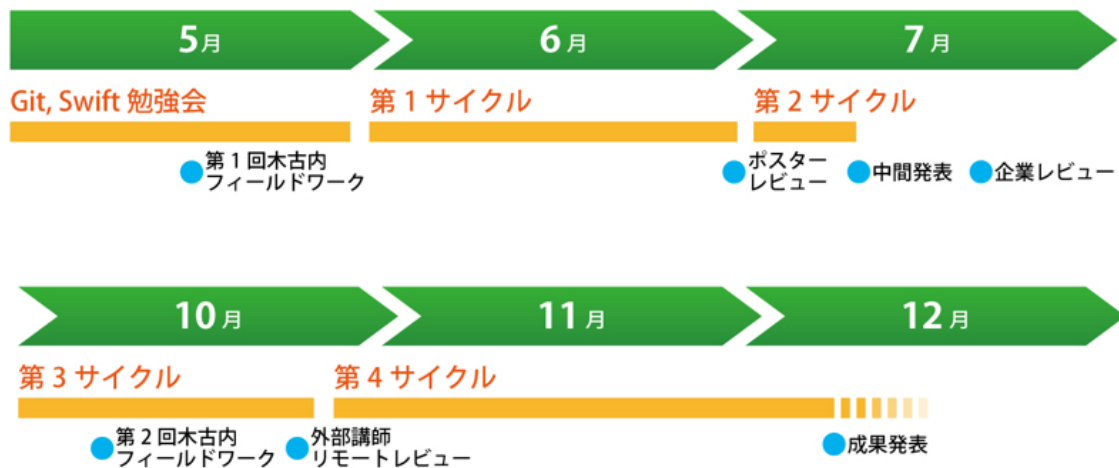 5月
6月
7月
Git, Swift 勉強会
第 1 サイクル
第 2 サイクル
第 1 回木古内
フィールドワーク
ポスター
レビュー
中間発表
企業レビュー
10月
11月
12月
第 3 サイクル
第 4 サイクル
第 2 回木古内
フィールドワーク
外部講師
リモートレビュー
成果発表